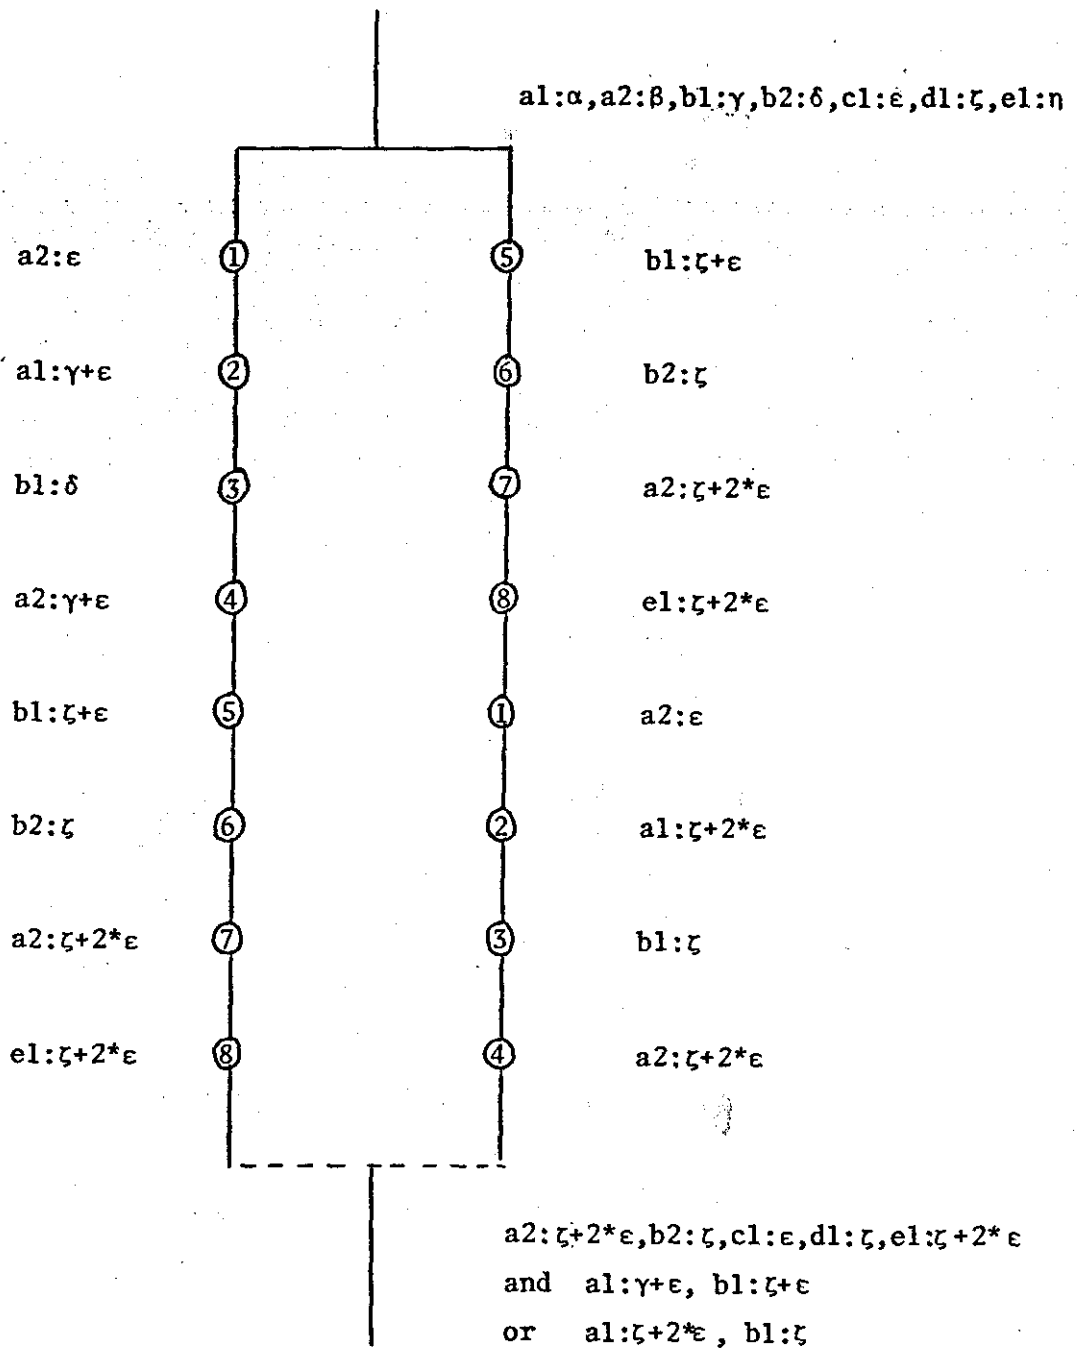 a1:α,a2:β,b1:γ,b2:δ,c1:ε,d1:ζ,e1:η
a2:ε ① ⑤ b1:ζ+ε
a1:γ+ε ② ⑥ b2:ζ
b1:δ ③ ⑦ a2:ζ+2*ε
a2:γ+ε ④ ⑧ e1:ζ+2*ε
b1:ζ+ε ⑤ ① a2:ε
b2:ζ ⑥ ② a1:ζ+2*ε
a2:ζ+2*ε ⑦ ③ b1:ζ
e1:ζ+2*ε ⑧ ④ a2:ζ+2*ε
a2:ζ+2*ε,b2:ζ,c1:ε,d1:ζ,e1:ζ+2*ε
and a1:γ+ε, b1:ζ+ε
or a1:ζ+2*ε, b1:ζ